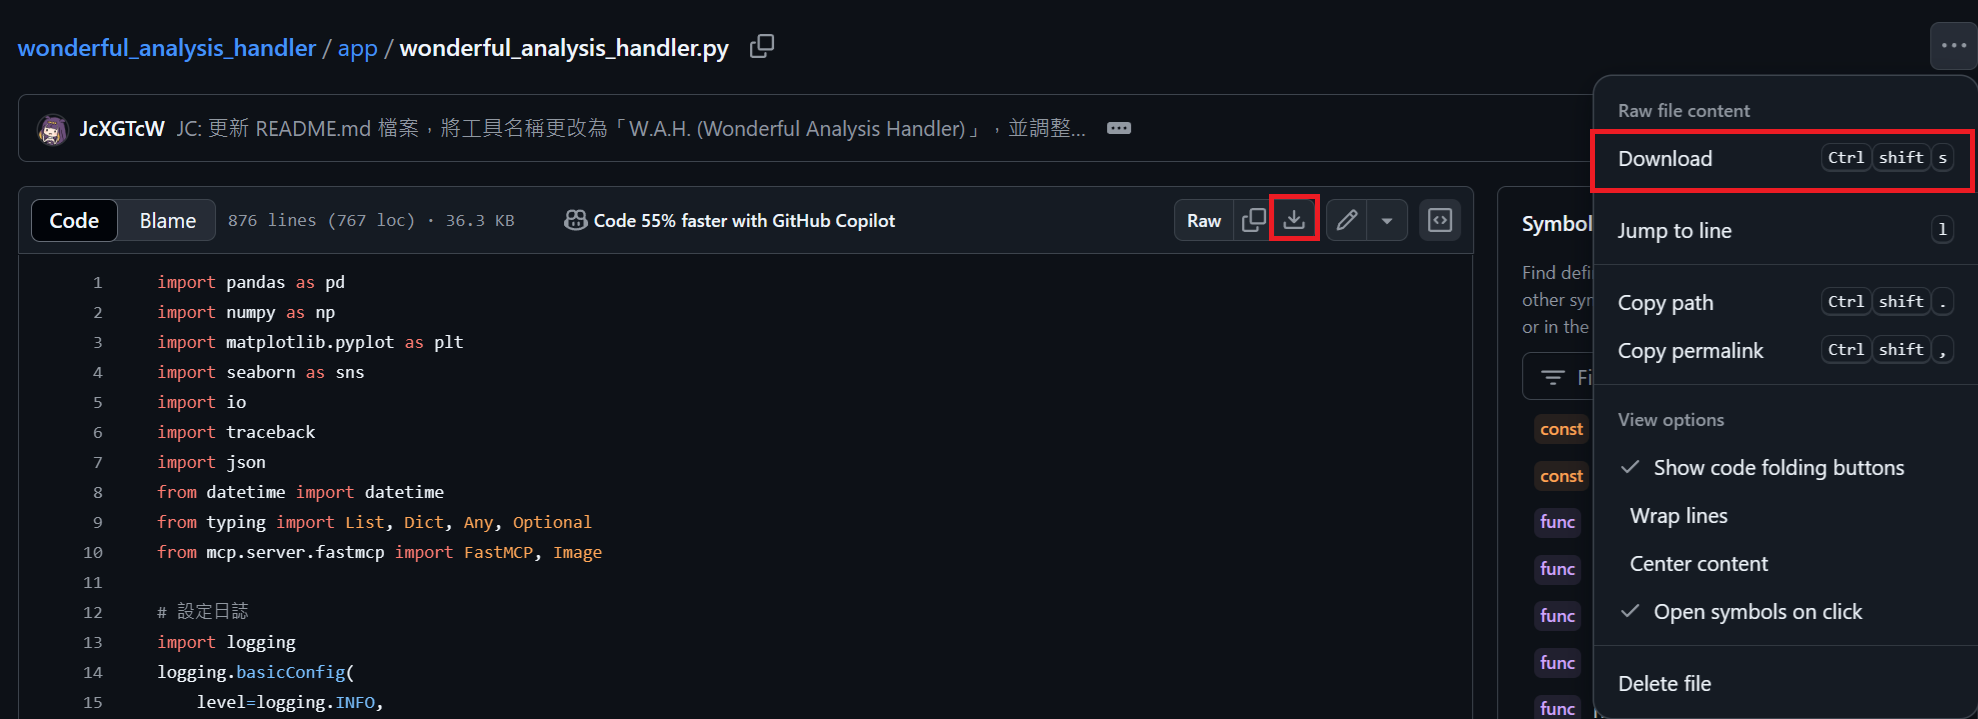 wonderful_analysis_handler / app / wonderful_analysis_handler.py
JcXGTcW JC: 更新 README.md 檔案，將工具名稱更改為「W.A.H. (Wonderful Analysis Handler)」，並調整...
Code Blame 876 lines (767 loc) · 36.3 KB Code 55% faster with GitHub Copilot Raw
1 import pandas as pd
2 import numpy as np
3 import matplotlib.pyplot as plt
4 import seaborn as sns
5 import io
6 import traceback
7 import json
8 from datetime import datetime
9 from typing import List, Dict, Any, Optional
10 from mcp.server.fastmcp import FastMCP, Image
11
12 # 設定日誌
13 import logging
14 logging.basicConfig(
15 level=logging.INFO,
Symbol
Find defi
other syr
or in the
Fi
const
const
func
func
func
func
func
Raw file content
Download Ctrl shift s
Jump to line l
Copy path Ctrl shift .
Copy permalink Ctrl shift ,
View options
Show code folding buttons
Wrap lines
Center content
Open symbols on click
Delete file